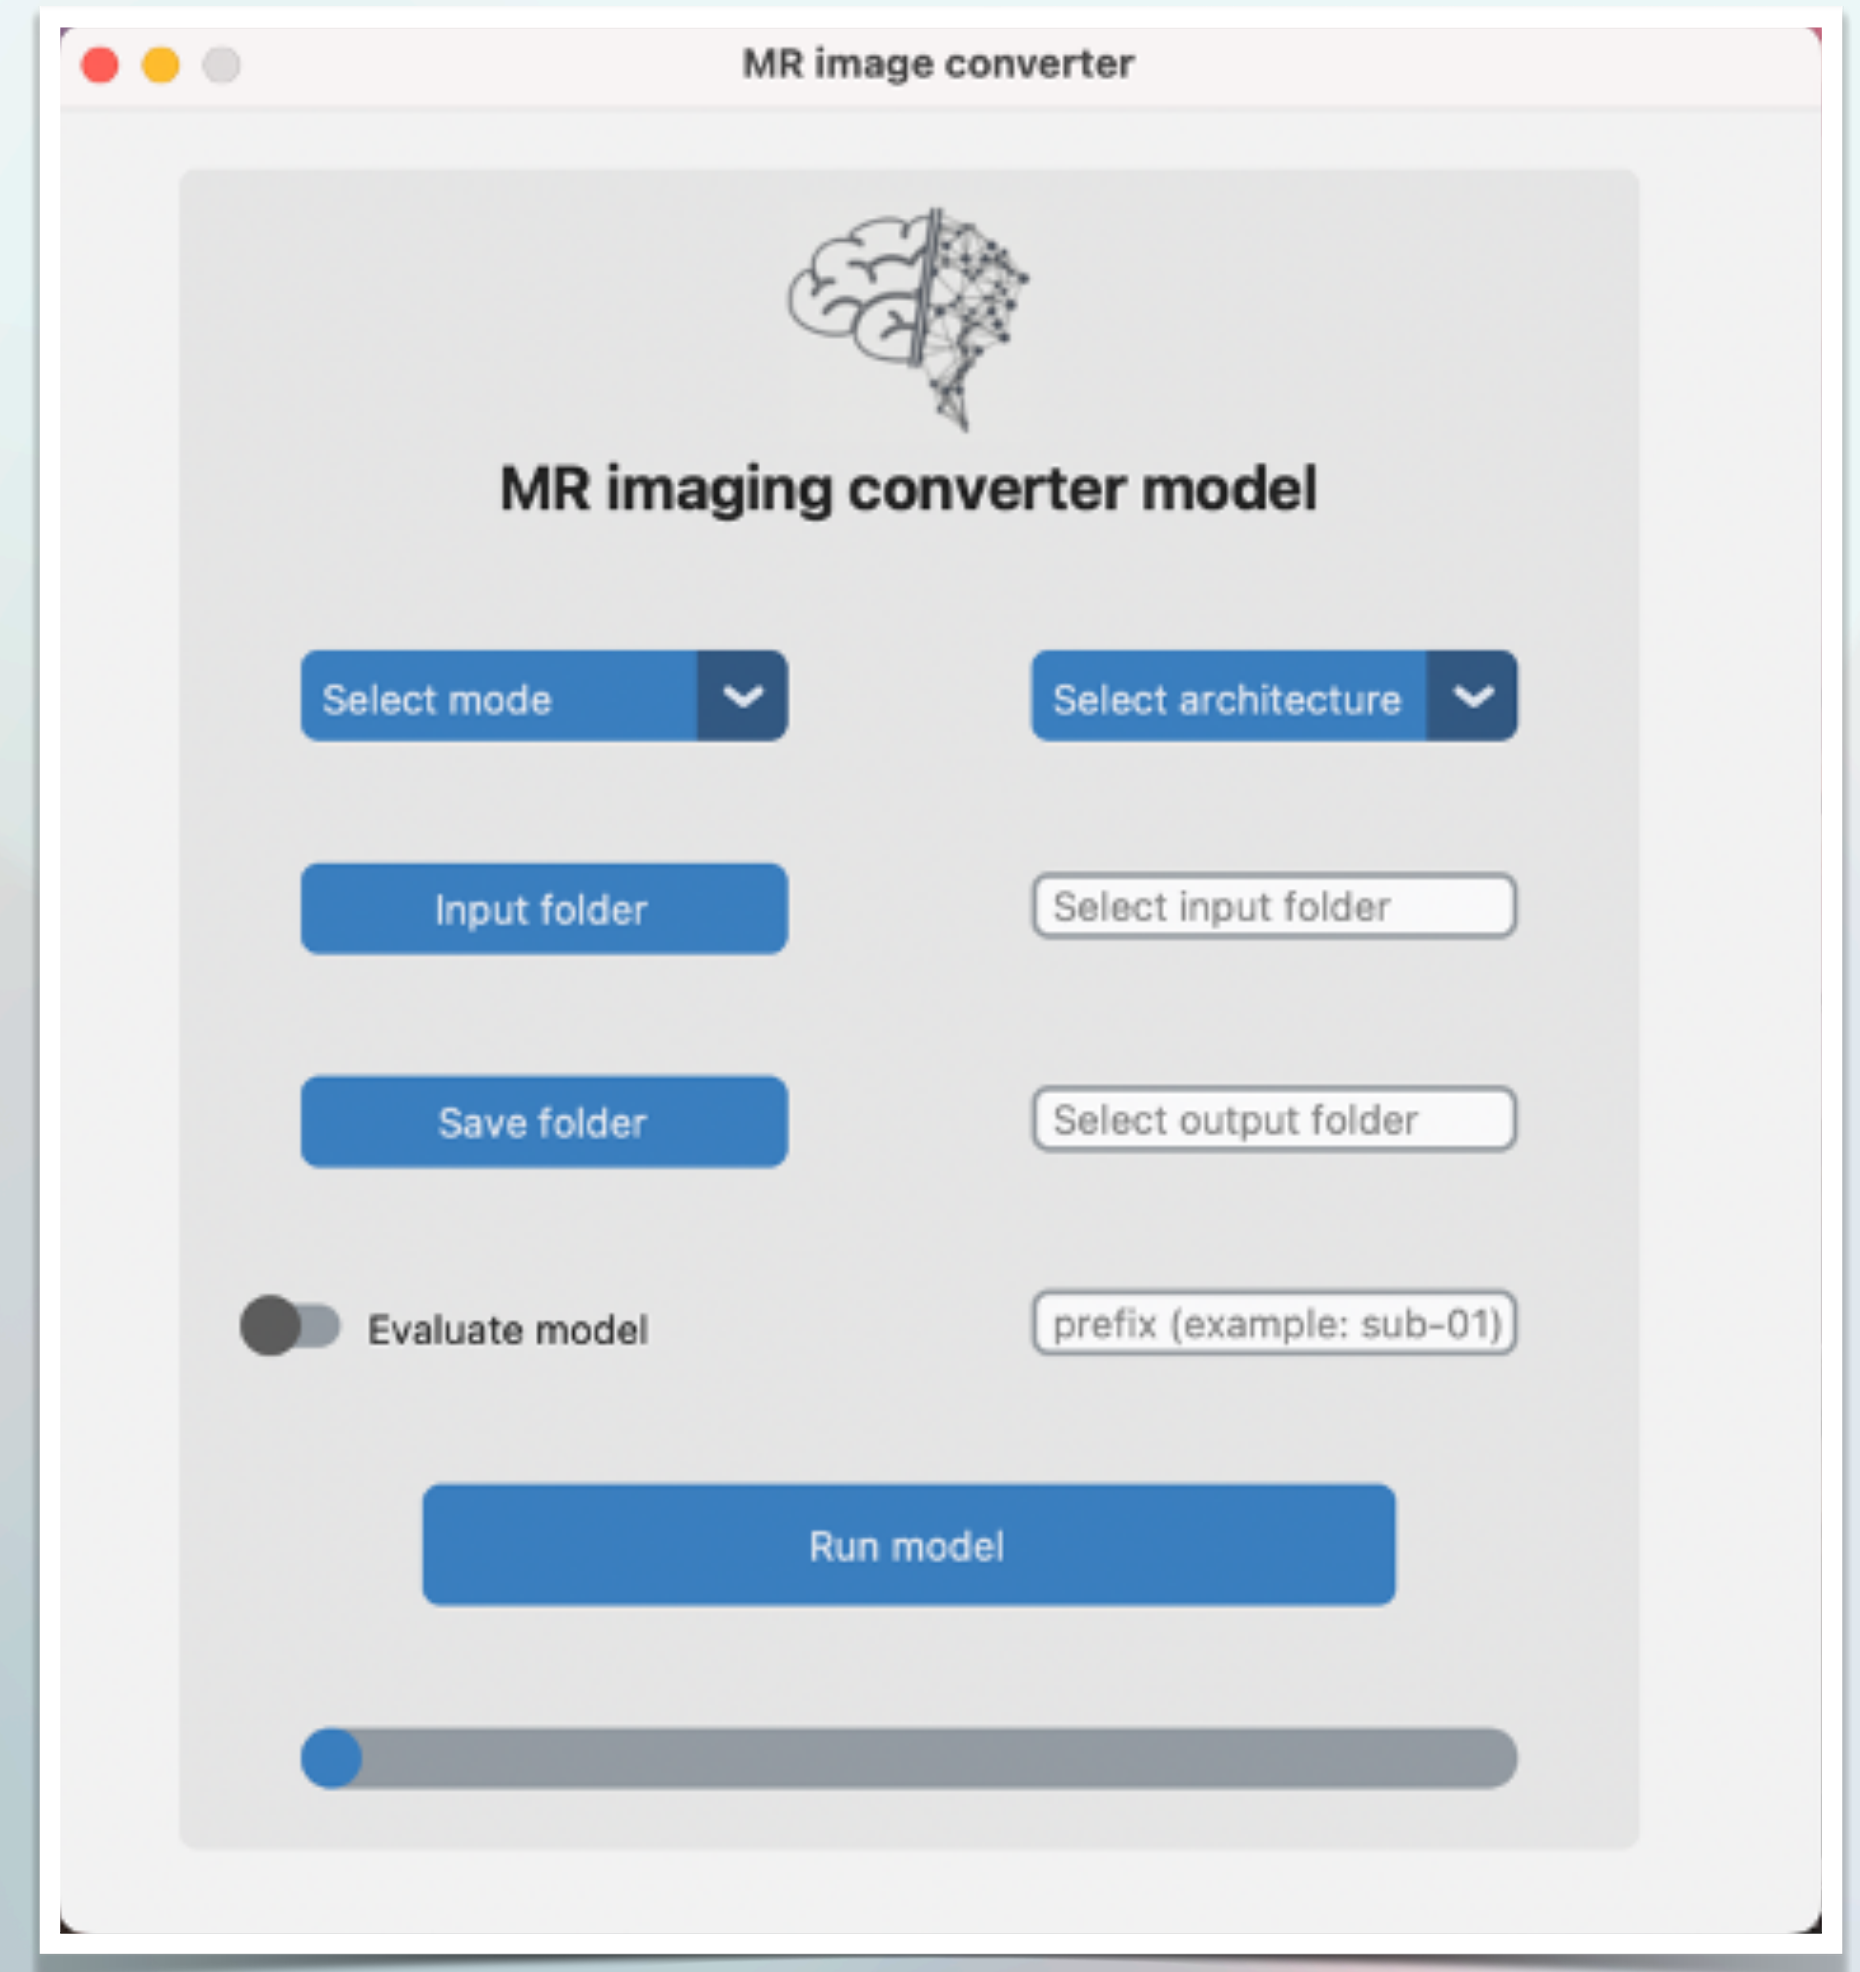 MR image converter
MR imaging converter model
Select mode
Select architecture
Input folder
Select input folder
Save folder
Select output folder
Evaluate model
prefix (example: sub-01)
Run model